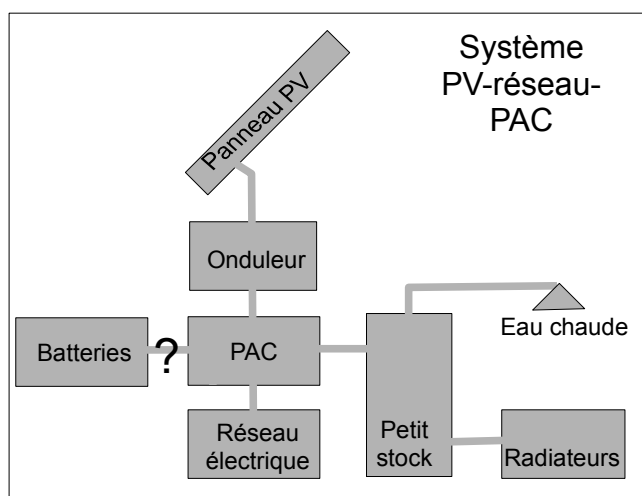 Système
PV-réseau-
PAC
Panneau PV
Onduleur
Batteries
?
PAC
Eau chaude
Réseau
électrique
Petit
stock
Radiateurs